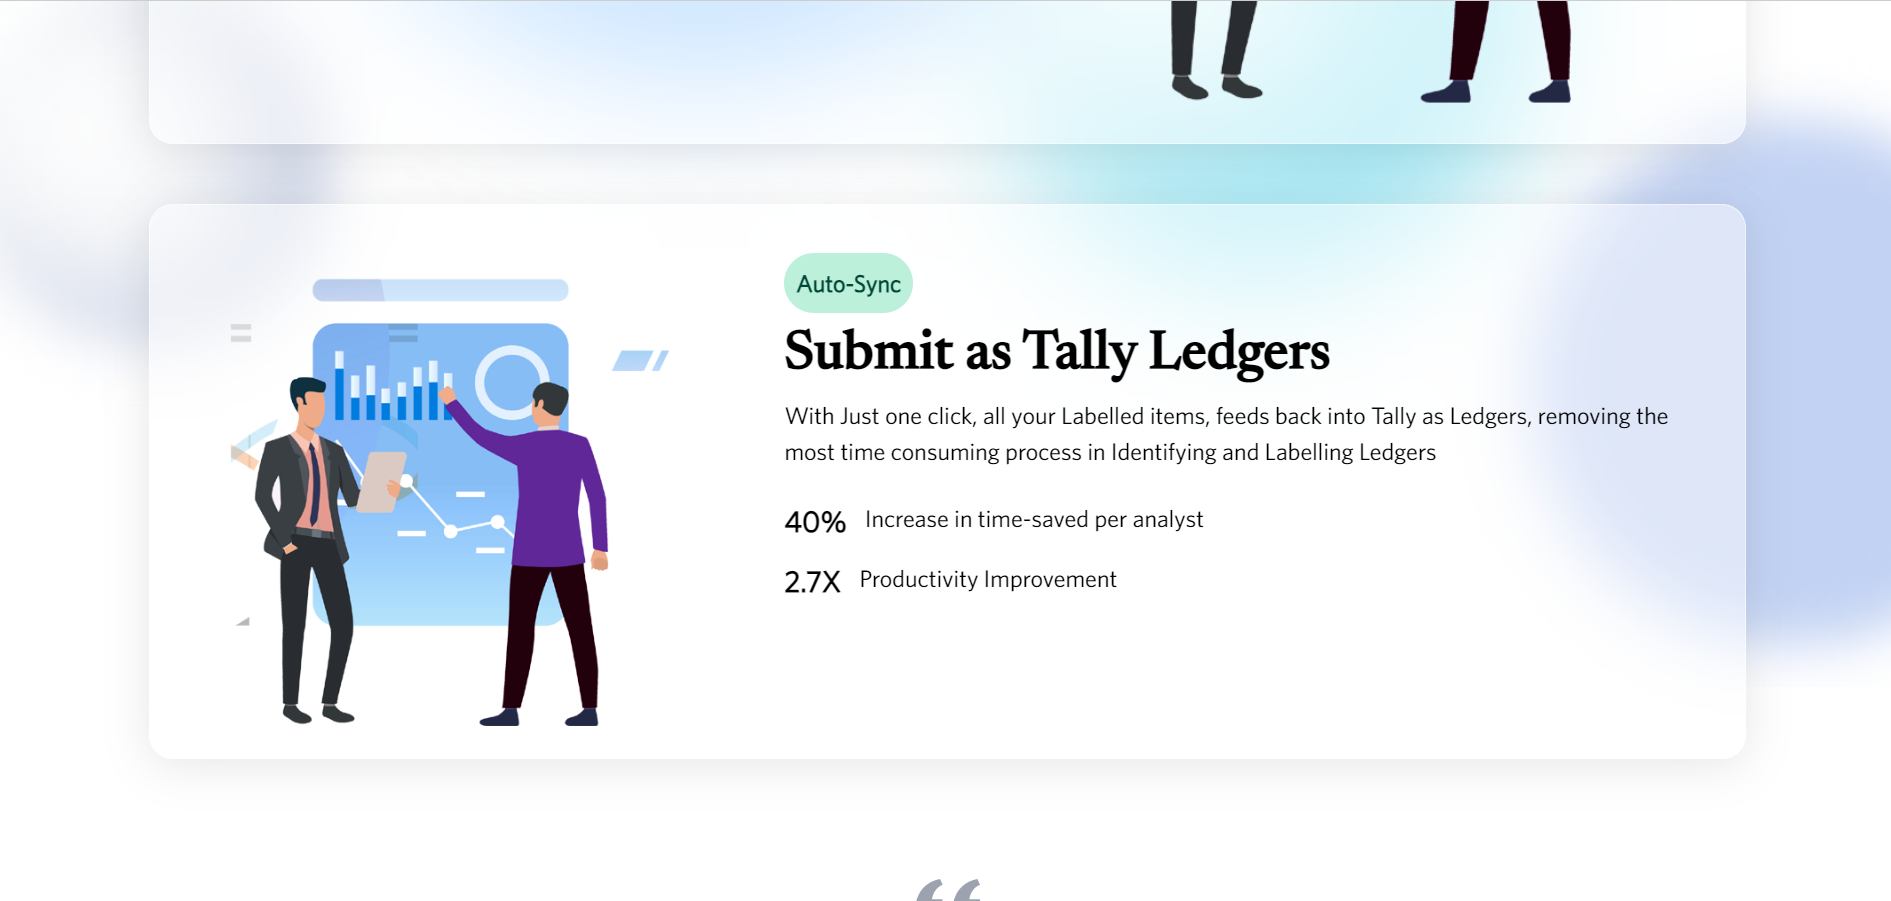 Auto-Sync
Submit as Tally Ledgers
With Just one click, all your Labelled items, feeds back into Tally as Ledgers, removing the
most time consuming process in Identifying and Labelling Ledgers
40% Increase in time-saved per analyst
2.7X Productivity Improvement
“